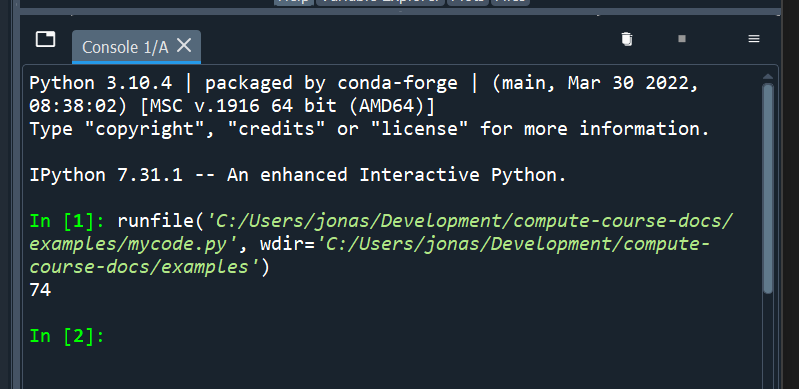 Help Variable Explorer Plots Files
Console 1/A
Python 3.10.4 | packaged by conda-forge | (main, Mar 30 2022,
08:38:02) [MSC v.1916 64 bit (AMD64)]
Type "copyright", "credits" or "license" for more information.
IPython 7.31.1 -- An enhanced Interactive Python.
In [1]: runfile('C:/Users/jonas/Development/compute-course-docs/
examples/mycode.py', wdir='C:/Users/jonas/Development/compute-
course-docs/examples')
74
In [2]: